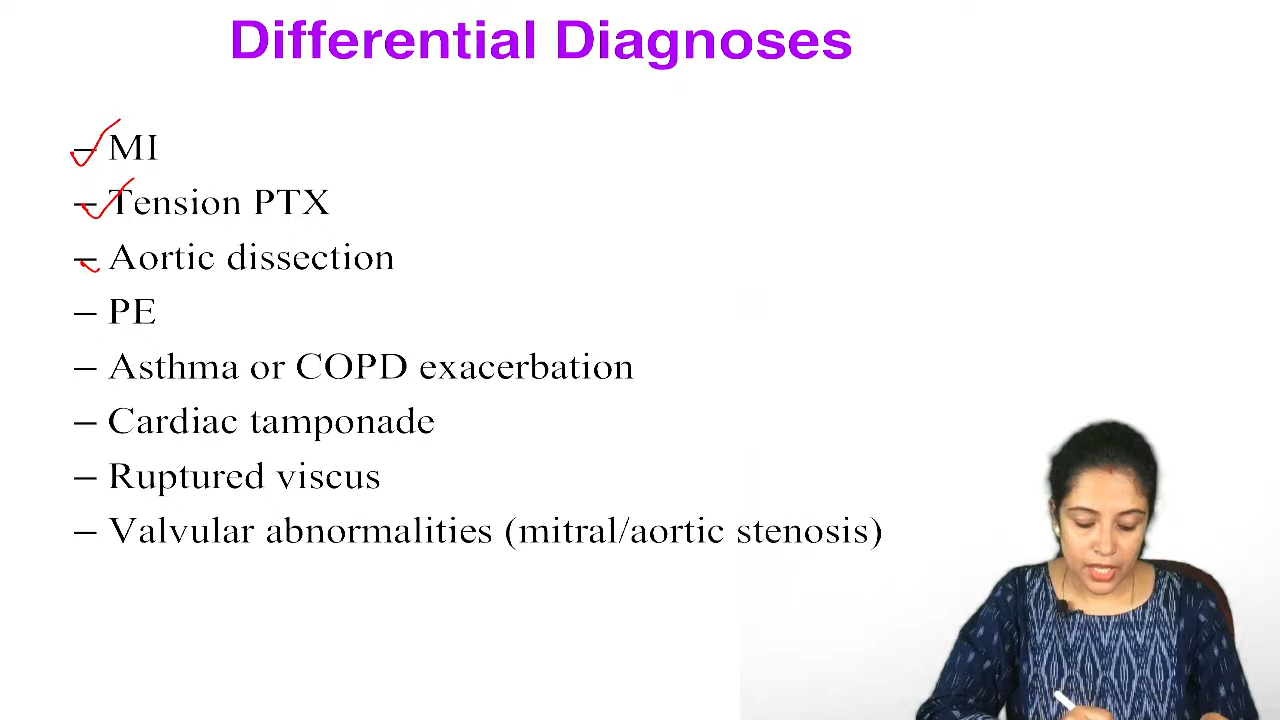 Differential Diagnoses
– MI
– Tension PTX
– Aortic dissection
– PE
– Asthma or COPD exacerbation
– Cardiac tamponade
– Ruptured viscus
– Valvular abnormalities (mitral/aortic stenosis)